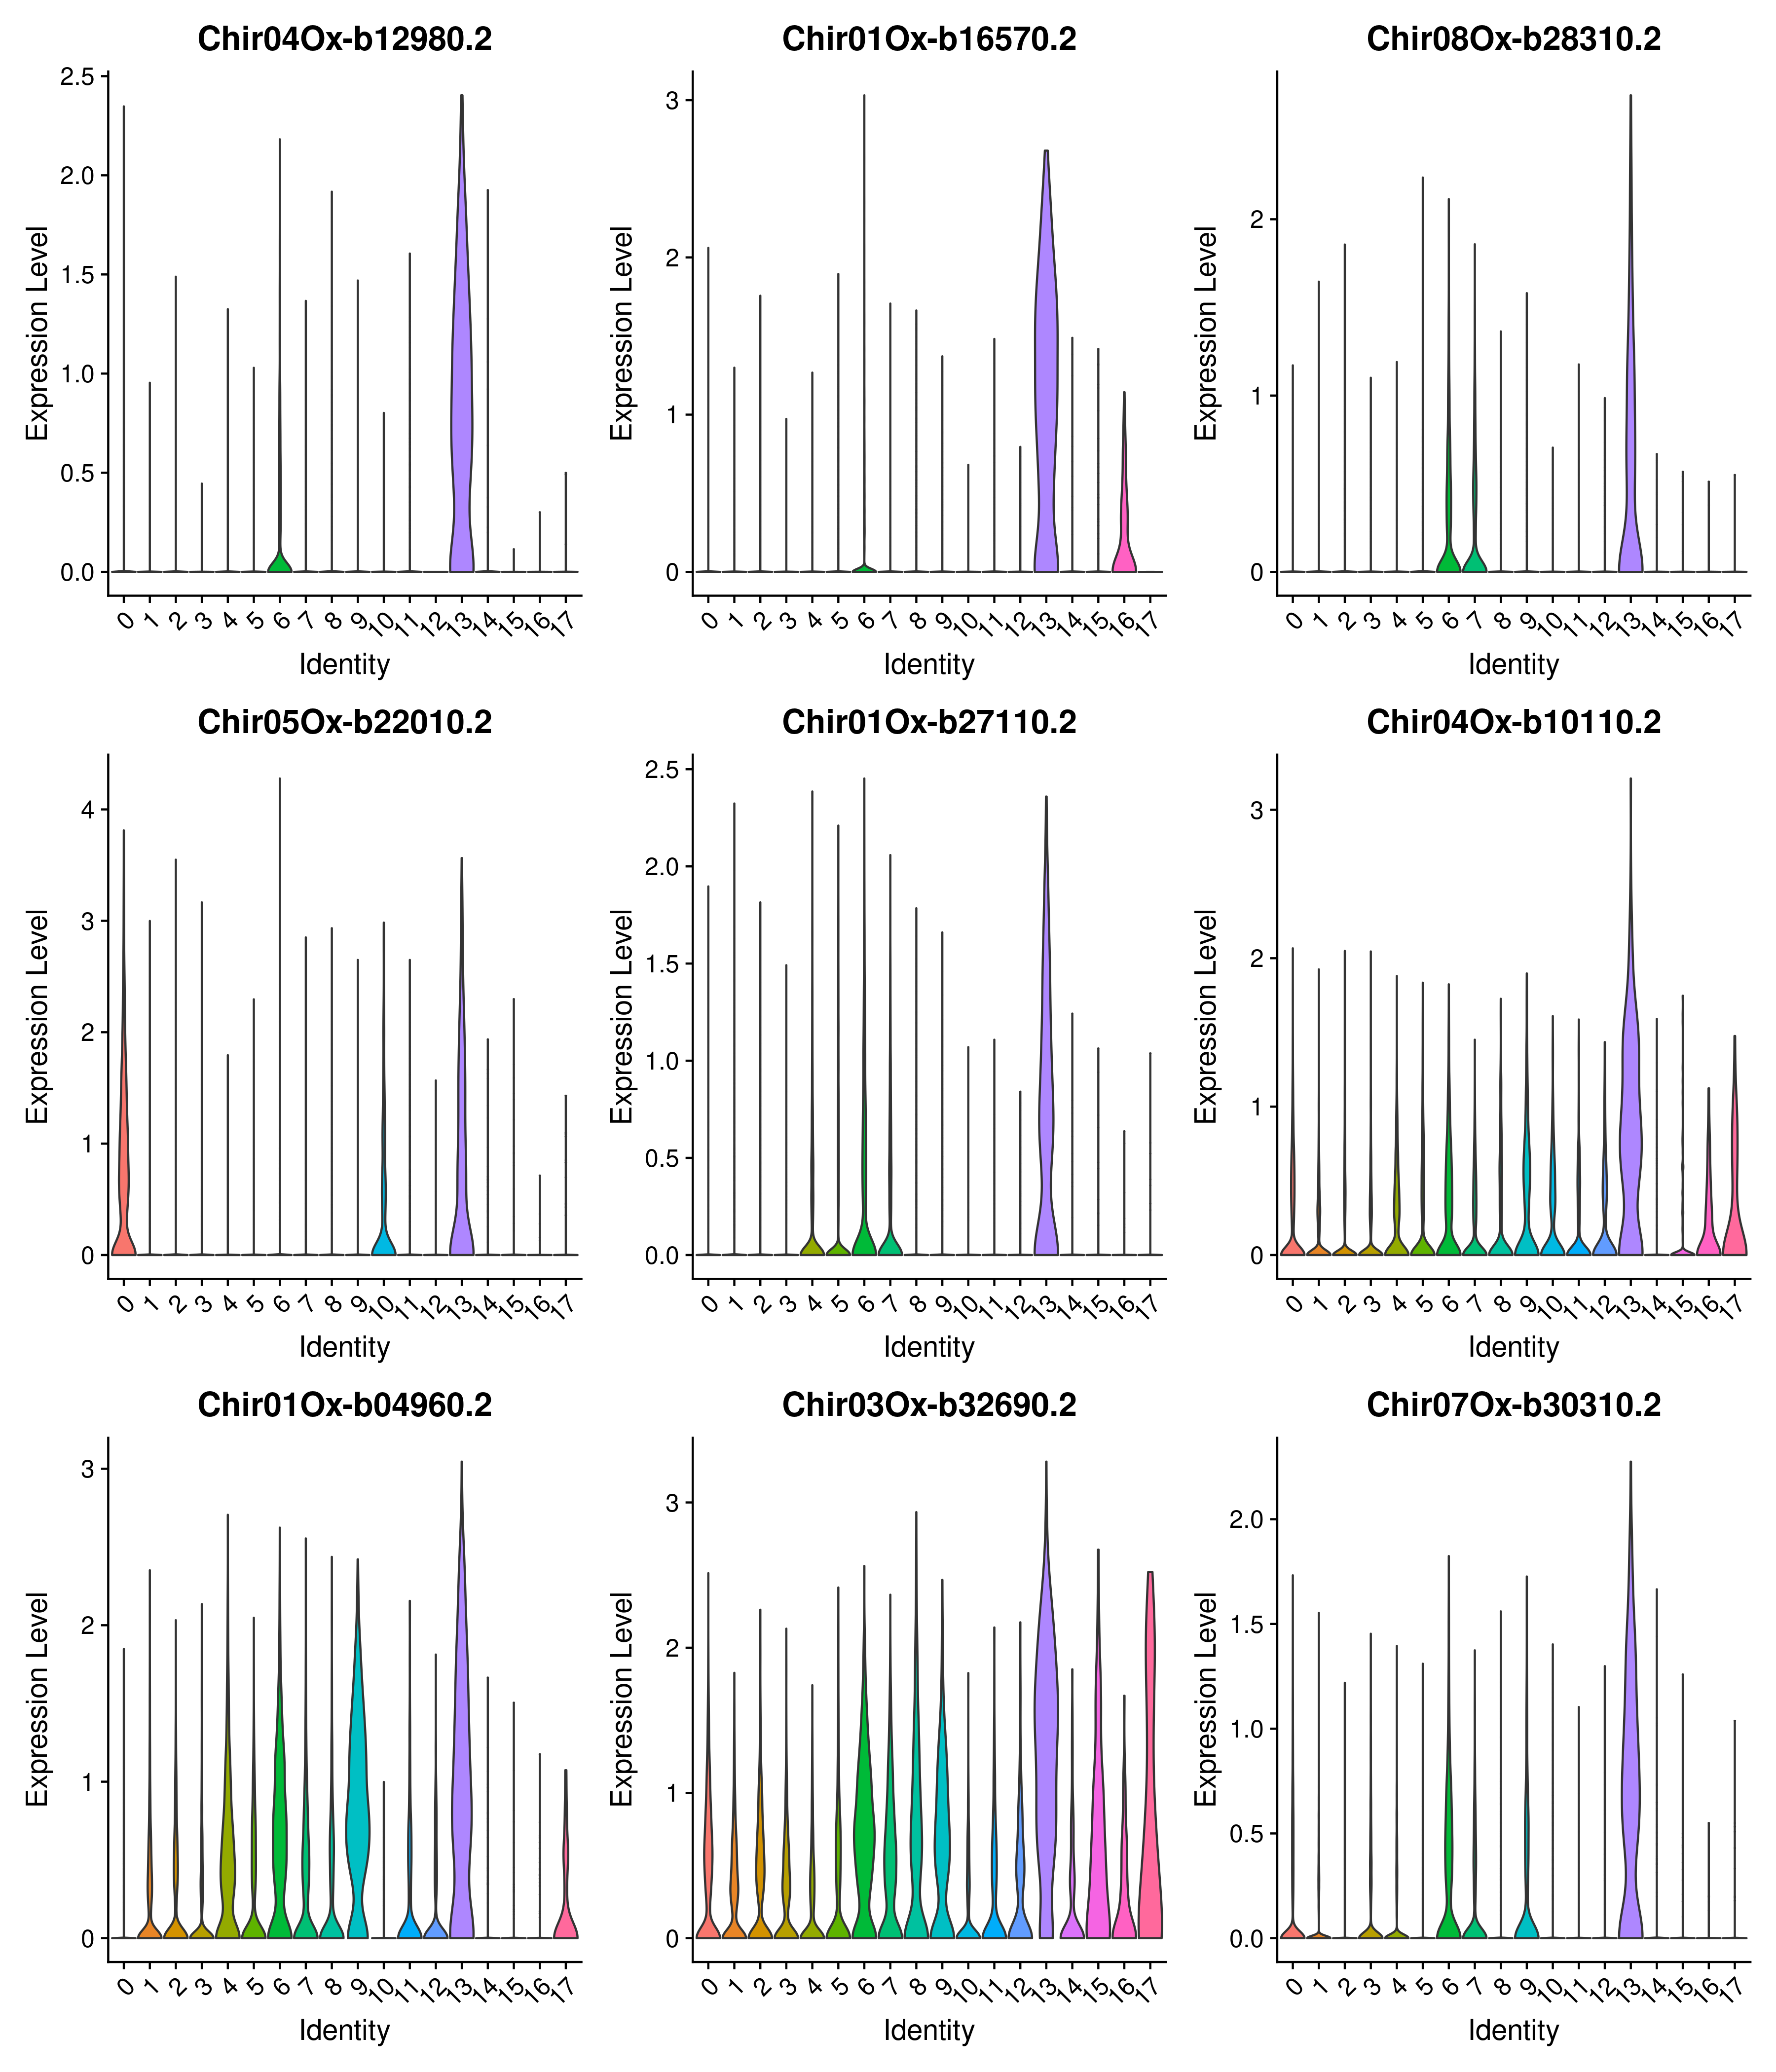 Chir04Ox-b12980.2
Expression Level
2.5
2.0
1.5
1.0
0.5
0.0
0 1 2 3 4 5 6 7 8 9 10 11 12 13 14 15 16 17
Identity
Chir01Ox-b16570.2
Expression Level
3
2
1
0
0 1 2 3 4 5 6 7 8 9 10 11 12 13 14 15 16 17
Identity
Chir08Ox-b28310.2
Expression Level
2
1
0
0 1 2 3 4 5 6 7 8 9 10 11 12 13 14 15 16 17
Identity
Chir05Ox-b22010.2
Expression Level
4
3
2
1
0
0 1 2 3 4 5 6 7 8 9 10 11 12 13 14 15 16 17
Identity
Chir01Ox-b27110.2
Expression Level
2.5
2.0
1.5
1.0
0.5
0.0
0 1 2 3 4 5 6 7 8 9 10 11 12 13 14 15 16 17
Identity
Chir04Ox-b10110.2
Expression Level
3
2
1
0
0 1 2 3 4 5 6 7 8 9 10 11 12 13 14 15 16 17
Identity
Chir01Ox-b04960.2
Expression Level
3
2
1
0
0 1 2 3 4 5 6 7 8 9 10 11 12 13 14 15 16 17
Identity
Chir03Ox-b32690.2
Expression Level
3
2
1
0
0 1 2 3 4 5 6 7 8 9 10 11 12 13 14 15 16 17
Identity
Chir07Ox-b30310.2
Expression Level
2.0
1.5
1.0
0.5
0.0
0 1 2 3 4 5 6 7 8 9 10 11 12 13 14 15 16 17
Identity